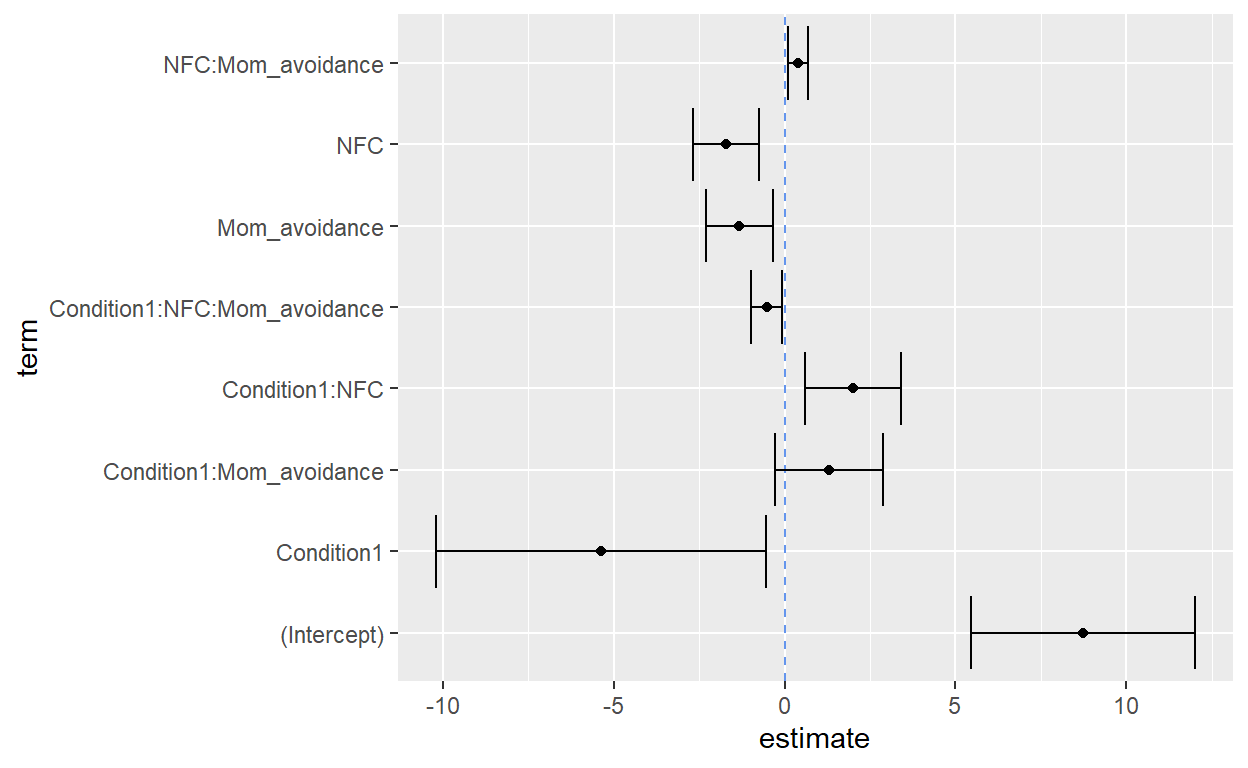 NFC:Mom_avoidance
NFC
Mom_avoidance
Condition1:NFC:Mom_avoidance
Condition1:NFC
Condition1:Mom_avoidance
Condition1
(Intercept)
term
-10 -5 0 5 10
estimate